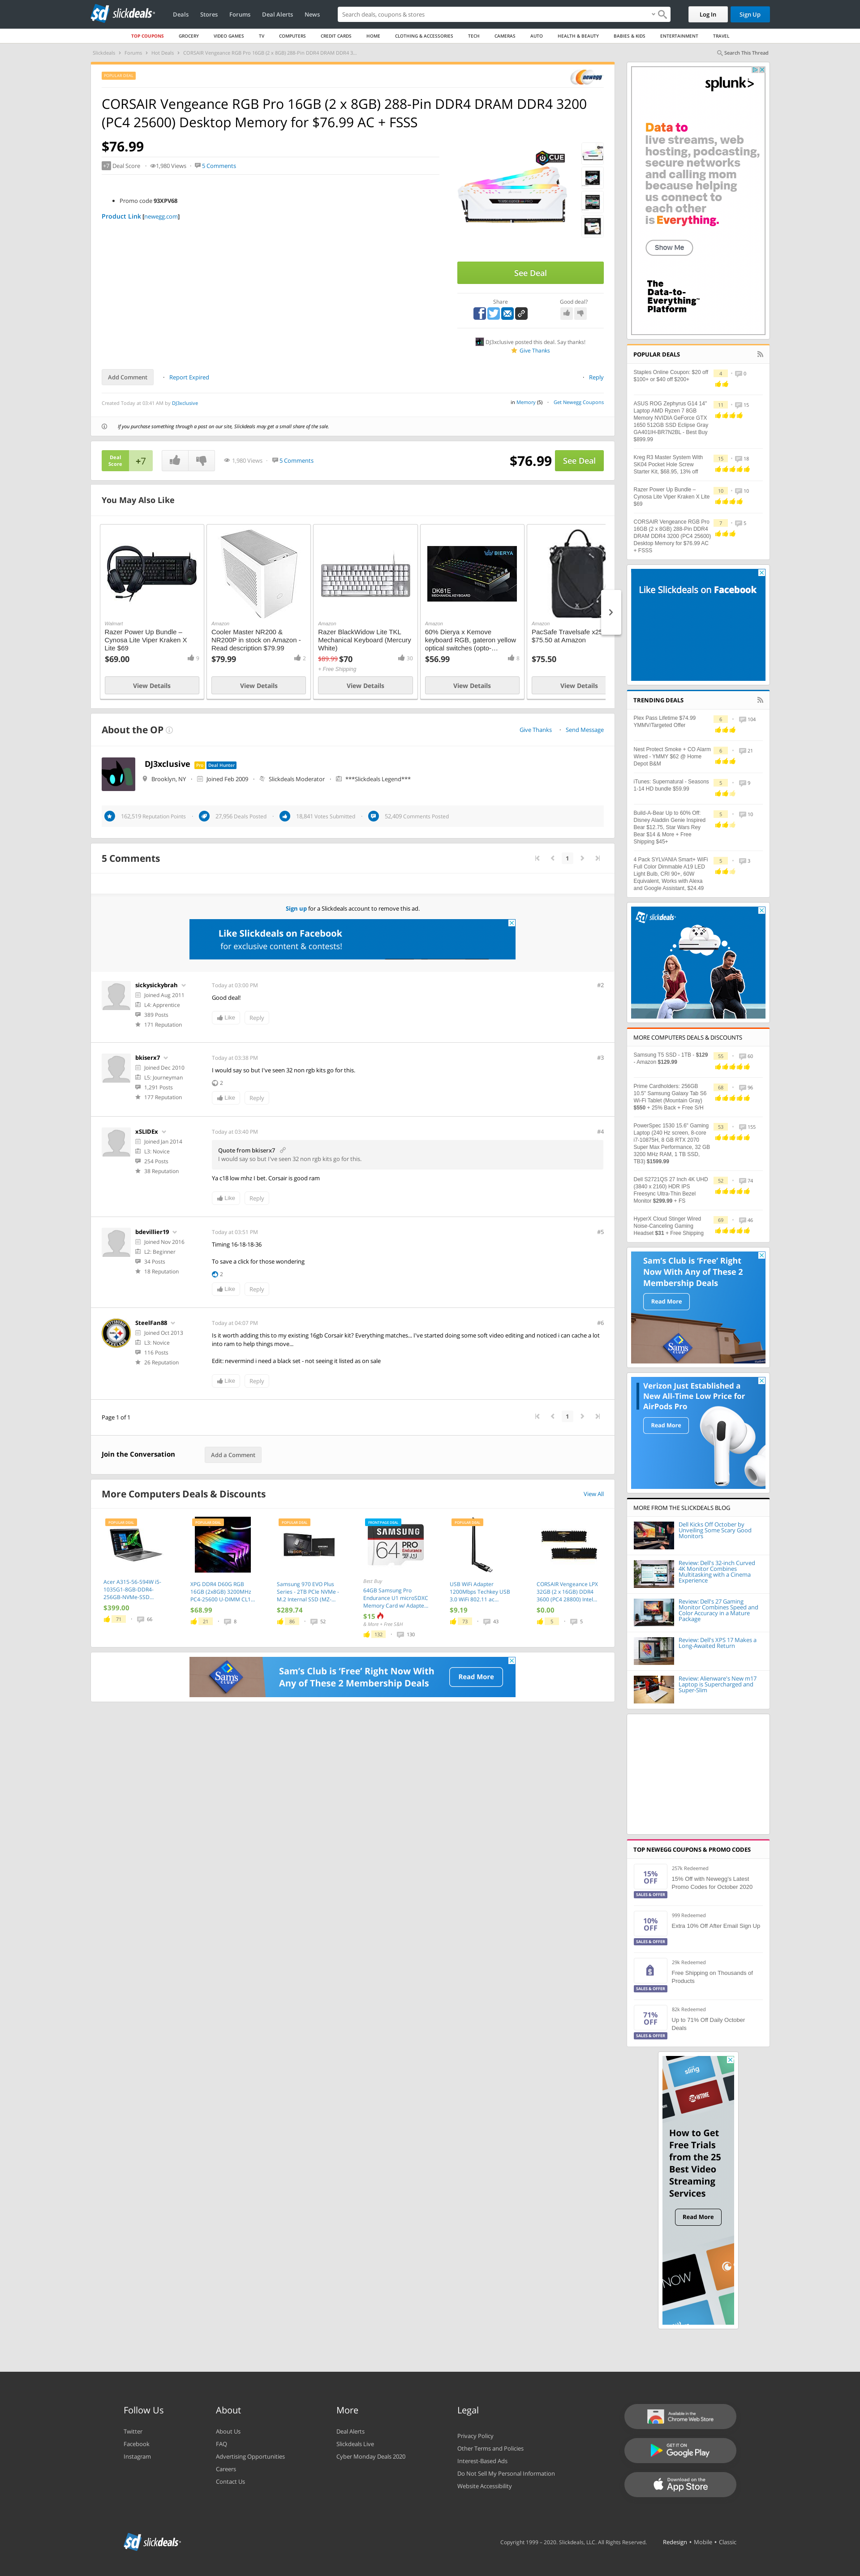 slickdeals
Deals
Stores
Forums
Deal Alerts
News
Search deals, coupons & stores
Log In
Sign Up
TOP COUPONS
GROCERY
VIDEO GAMES
TV
COMPUTERS
CREDIT CARDS
HOME
CLOTHING & ACCESSORIES
TECH
CAMERAS
AUTO
HEALTH & BEAUTY
BABIES & KIDS
ENTERTAINMENT
TRAVEL
Slickdeals
Forums
Hot Deals
CORSAIR Vengeance RGB Pro 16GB (2 x 8GB) 288-Pin DDR4 DRAM DDR4 3...
Search This Thread
POPULAR DEAL
newegg
CORSAIR Vengeance RGB Pro 16GB (2 x 8GB) 288-Pin DDR4 DRAM DDR4 3200
(PC4 25600) Desktop Memory for $76.99 AC + FSSS
$76.99
+7 Deal Score
1,980 Views
5 Comments
Promo code 93XPV68
Product Link [newegg.com]
iCUE
See Deal
Share
Good deal?
DJ3xclusive posted this deal. Say thanks!
Give Thanks
Add Comment
Report Expired
Reply
Created Today at 03:41 AM by DJ3xclusive
in Memory (5)
Get Newegg Coupons
If you purchase something through a post on our site, Slickdeals may get a small share of the sale.
Deal
Score
+7
1,980 Views
5 Comments
$76.99
See Deal
You May Also Like
Walmart
Razer Power Up Bundle –
Cynosa Lite Viper Kraken X
Lite $69
$69.00
9
View Details
Amazon
Cooler Master NR200 &
NR200P in stock on Amazon -
Read description $79.99
$79.99
2
View Details
Amazon
Razer BlackWidow Lite TKL
Mechanical Keyboard (Mercury
White)
$89.99 $70
30
+ Free Shipping
View Details
BIERYA
DK61E
MECHANICAL KEYBOARD
Amazon
60% Dierya x Kemove
keyboard RGB, gateron yellow
optical switches (opto-...
$56.99
8
View Details
Amazon
PacSafe Travelsafe x25
$75.50 at Amazon
$75.50
View Details
About the OP
Give Thanks
Send Message
DJ3xclusive
Pro
Deal Hunter
Brooklyn, NY
Joined Feb 2009
Slickdeals Moderator
***Slickdeals Legend***
162,519 Reputation Points
27,956 Deals Posted
18,841 Votes Submitted
52,409 Comments Posted
5 Comments
1
Sign up for a Slickdeals account to remove this ad.
Like Slickdeals on Facebook
for exclusive content & contests!
sickysickybrah
Joined Aug 2011
L4: Apprentice
389 Posts
171 Reputation
Today at 03:00 PM
#2
Good deal!
Like
Reply
bkiserx7
Joined Dec 2010
L5: Journeyman
1,291 Posts
177 Reputation
Today at 03:38 PM
#3
I would say so but I've seen 32 non rgb kits go for this.
2
Like
Reply
xSLIDEx
Joined Jan 2014
L3: Novice
254 Posts
38 Reputation
Today at 03:40 PM
#4
Quote from bkiserx7
I would say so but I've seen 32 non rgb kits go for this.
Ya c18 low mhz I bet. Corsair is good ram
Like
Reply
bdevillier19
Joined Nov 2016
L2: Beginner
34 Posts
18 Reputation
Today at 03:51 PM
#5
Timing 16-18-18-36
To save a click for those wondering
2
Like
Reply
SteelFan88
Joined Oct 2013
L3: Novice
116 Posts
26 Reputation
Today at 04:07 PM
#6
Is it worth adding this to my existing 16gb Corsair kit? Everything matches... I've started doing some soft video editing and noticed i can cache a lot
into ram to help things move...
Edit: nevermind i need a black set - not seeing it listed as on sale
Like
Reply
Page 1 of 1
1
Join the Conversation
Add a Comment
More Computers Deals & Discounts
View All
POPULAR DEAL
Acer A315-56-594W i5-
1035G1-8GB-DDR4-
256GB-NVMe-SSD...
$399.00
71
66
POPULAR DEAL
XPG DDR4 D60G RGB
16GB (2x8GB) 3200MHz
PC4-25600 U-DIMM CL1...
$68.99
21
8
POPULAR DEAL
Samsung 970 EVO Plus
Series - 2TB PCIe NVMe -
M.2 Internal SSD (MZ-...
$289.74
86
52
FRONTPAGE DEAL
SAMSUNG
PRO
Endurance
64
Best Buy
64GB Samsung Pro
Endurance U1 microSDXC
Memory Card w/ Adapte...
$15
& More + Free S&H
132
130
POPULAR DEAL
USB WiFi Adapter
1200Mbps Techkey USB
3.0 WiFi 802.11 ac...
$9.19
73
43
CORSAIR Vengeance LPX
32GB (2 x 16GB) DDR4
3600 (PC4 28800) Intel...
$0.00
5
5
Sam's Club
Sam's Club is 'Free' Right Now With
Any of These 2 Membership Deals
Read More
splunk>
Data to
live streams, web
hosting, podcasting,
secure networks
and calling mom
because helping
us connect to
each other
is Everything.
Show Me
The
Data-to-
Everything™
Platform
POPULAR DEALS
Staples Online Coupon: $20 off
$100+ or $40 off $200+
4
0
ASUS ROG Zephyrus G14 14"
Laptop AMD Ryzen 7 8GB
Memory NVIDIA GeForce GTX
1650 512GB SSD Eclipse Gray
GA401IH-BR7N2BL - Best Buy
$899.99
11
15
Kreg R3 Master System With
SK04 Pocket Hole Screw
Starter Kit, $68.95, 13% off
15
18
Razer Power Up Bundle –
Cynosa Lite Viper Kraken X Lite
$69
10
10
CORSAIR Vengeance RGB Pro
16GB (2 x 8GB) 288-Pin DDR4
DRAM DDR4 3200 (PC4 25600)
Desktop Memory for $76.99 AC
+ FSSS
7
5
Like Slickdeals on Facebook
TRENDING DEALS
Plex Pass Lifetime $74.99
YMMV/Targeted Offer
6
104
Nest Protect Smoke + CO Alarm
Wired - YMMY $62 @ Home
Depot B&M
6
21
iTunes: Supernatural - Seasons
1-14 HD bundle $59.99
5
9
Build-A-Bear Up to 60% Off:
Disney Aladdin Genie Inspired
Bear $12.75, Star Wars Rey
Bear $14 & More + Free
Shipping $45+
5
10
4 Pack SYLVANIA Smart+ WiFi
Full Color Dimmable A19 LED
Light Bulb, CRI 90+, 60W
Equivalent, Works with Alexa
and Google Assistant, $24.49
5
3
slickdeals
MORE COMPUTERS DEALS & DISCOUNTS
Samsung T5 SSD - 1TB - $129
- Amazon $129.99
55
60
Prime Cardholders: 256GB
10.5" Samsung Galaxy Tab S6
Wi-Fi Tablet (Mountain Gray)
$550 + 25% Back + Free S/H
68
96
PowerSpec 1530 15.6" Gaming
Laptop (240 Hz screen, 8-core
i7-10875H, 8 GB RTX 2070
Super Max Performance, 32 GB
3200 MHz RAM, 1 TB SSD,
TB3) $1599.99
53
155
Dell S2721QS 27 Inch 4K UHD
(3840 x 2160) HDR IPS
Freesync Ultra-Thin Bezel
Monitor $299.99 + FS
52
74
HyperX Cloud Stinger Wired
Noise-Canceling Gaming
Headset $31 + Free Shipping
69
46
Sam's Club is 'Free' Right
Now With Any of These 2
Membership Deals
Read More
Sam's
CLUB
Verizon Just Established a
New All-Time Low Price for
AirPods Pro
Read More
MORE FROM THE SLICKDEALS BLOG
Dell Kicks Off October by
Unveiling Some Scary Good
Monitors
Review: Dell's 32-inch Curved
4K Monitor Combines
Multitasking with a Cinema
Experience
Review: Dell's 27 Gaming
Monitor Combines Speed and
Color Accuracy in a Mature
Package
Review: Dell's XPS 17 Makes a
Long-Awaited Return
Review: Alienware's New m17
Laptop is Supercharged and
Super-Slim
TOP NEWEGG COUPONS & PROMO CODES
15%
OFF
SALES & OFFER
257k Redeemed
15% Off with Newegg's Latest
Promo Codes for October 2020
10%
OFF
SALES & OFFER
999 Redeemed
Extra 10% Off After Email Sign Up
SALES & OFFER
29k Redeemed
Free Shipping on Thousands of
Products
71%
OFF
SALES & OFFER
82k Redeemed
Up to 71% Off Daily October
Deals
sling
SHOWTIME
How to Get
Free Trials
from the 25
Best Video
Streaming
Services
Read More
NOW
Follow Us
Twitter
Facebook
Instagram
About
About Us
FAQ
Advertising Opportunities
Careers
Contact Us
More
Deal Alerts
Slickdeals Live
Cyber Monday Deals 2020
Legal
Privacy Policy
Other Terms and Policies
Interest-Based Ads
Do Not Sell My Personal Information
Website Accessibility
Available in the
Chrome Web Store
GET IT ON
Google Play
Download on the
App Store
slickdeals
Copyright 1999 – 2020. Slickdeals, LLC. All Rights Reserved.
Redesign • Mobile • Classic